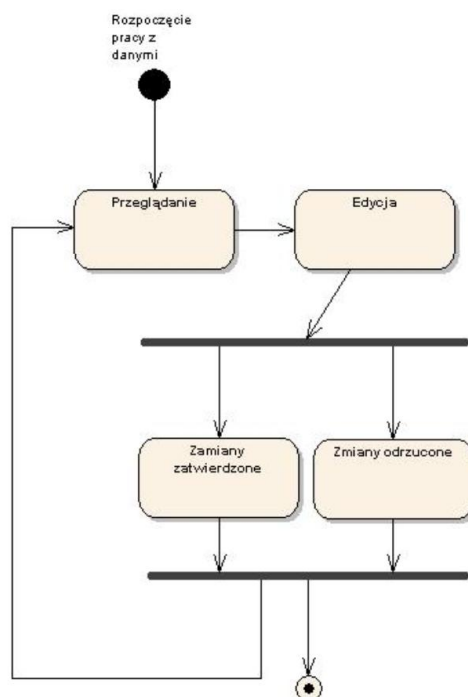 Rozpoczęcie
pracy z
danymi
Przeglądanie
Edycja
Zamiany
zatwierdzone
Zmiany odrzucone